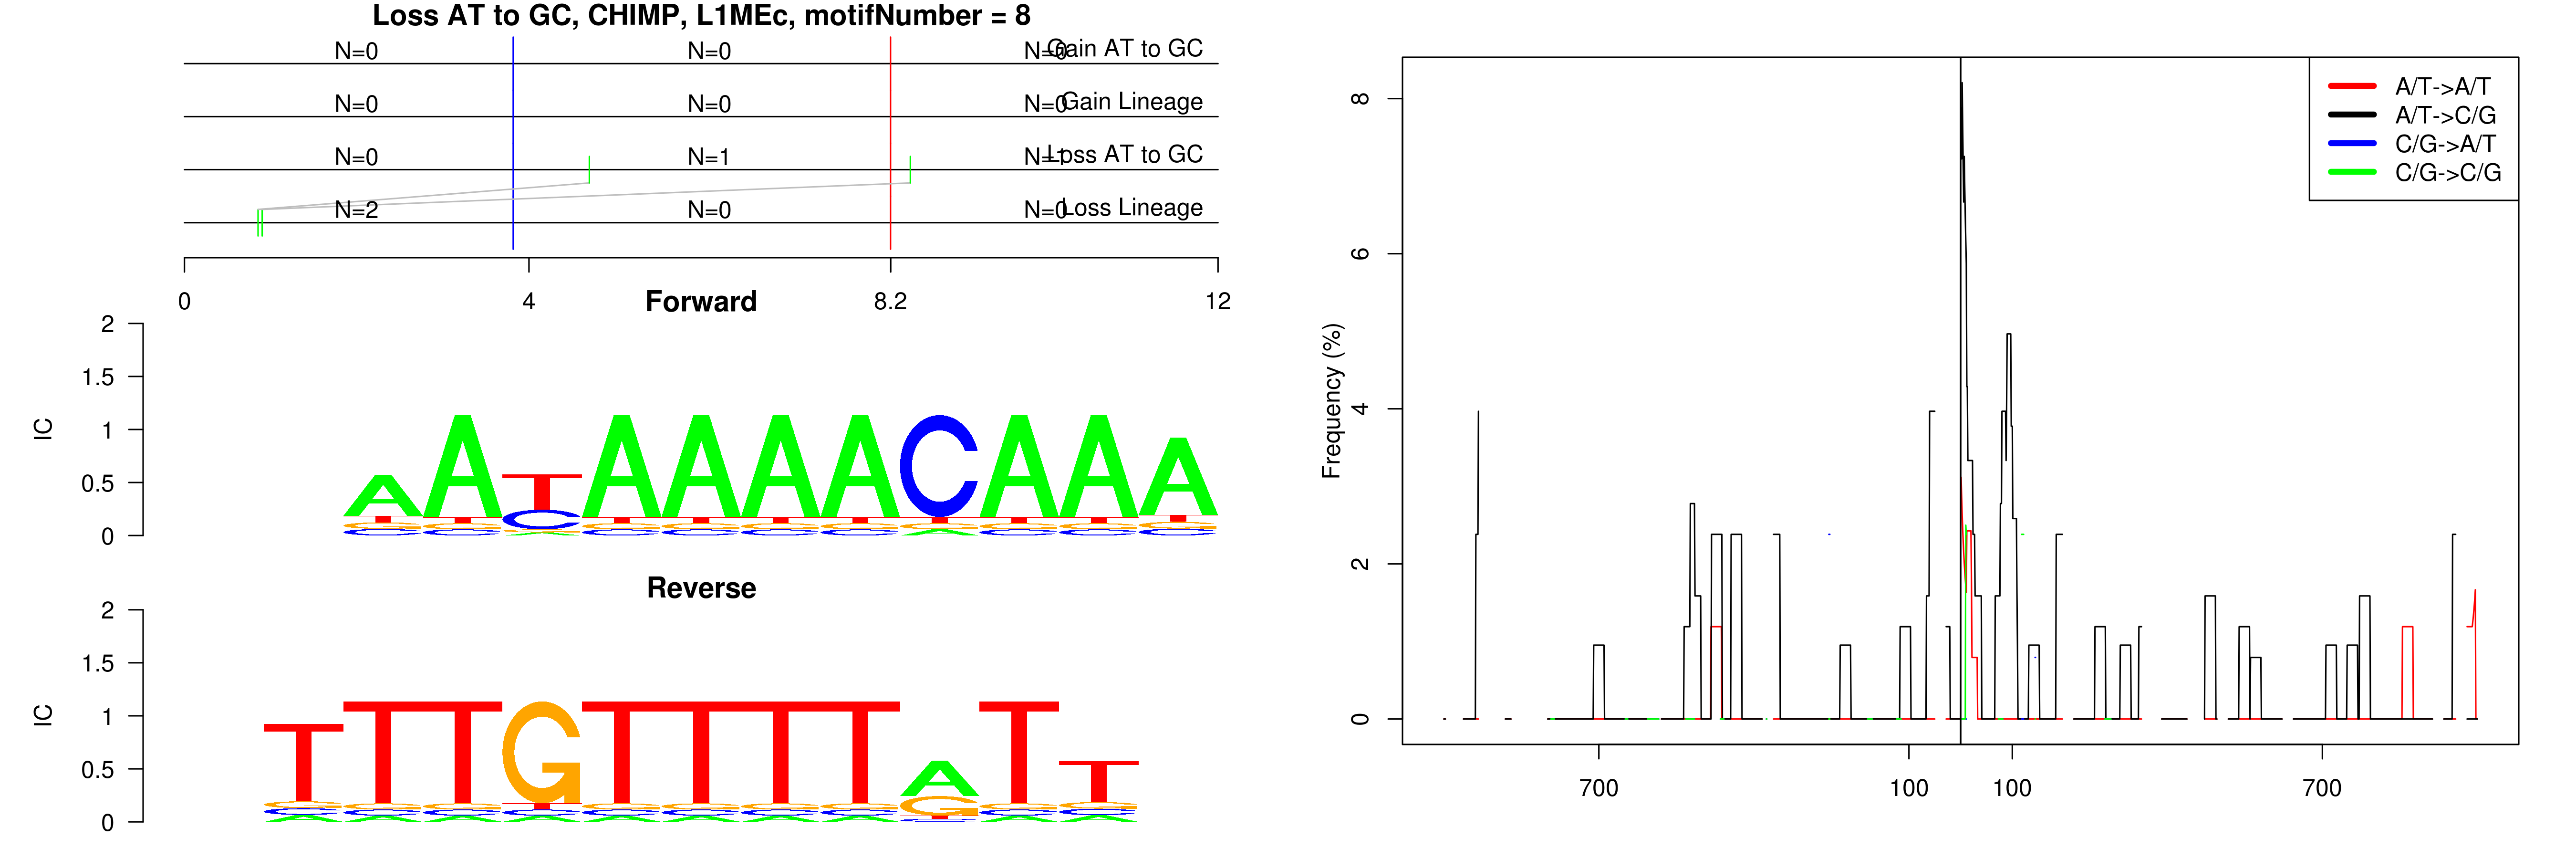 Loss AT to GC, CHIMP, L1MEc, motifNumber = 8
N=0 N=0 N=0 Gain AT to GC
N=0 N=0 N=0 Gain Lineage
N=0 N=1 N=1 Loss AT to GC
N=2 N=0 N=0 Loss Lineage
0 4 8.2 12
Forward
2
1.5
1
0.5
0
IC
A A T A A A A C A A A
Reverse
2
1.5
1
0.5
0
IC
T T T G T T T T A T T
8
6
4
2
0
Frequency (%)
700 100 100 700
A/T->A/T
A/T->C/G
C/G->A/T
C/G->C/G